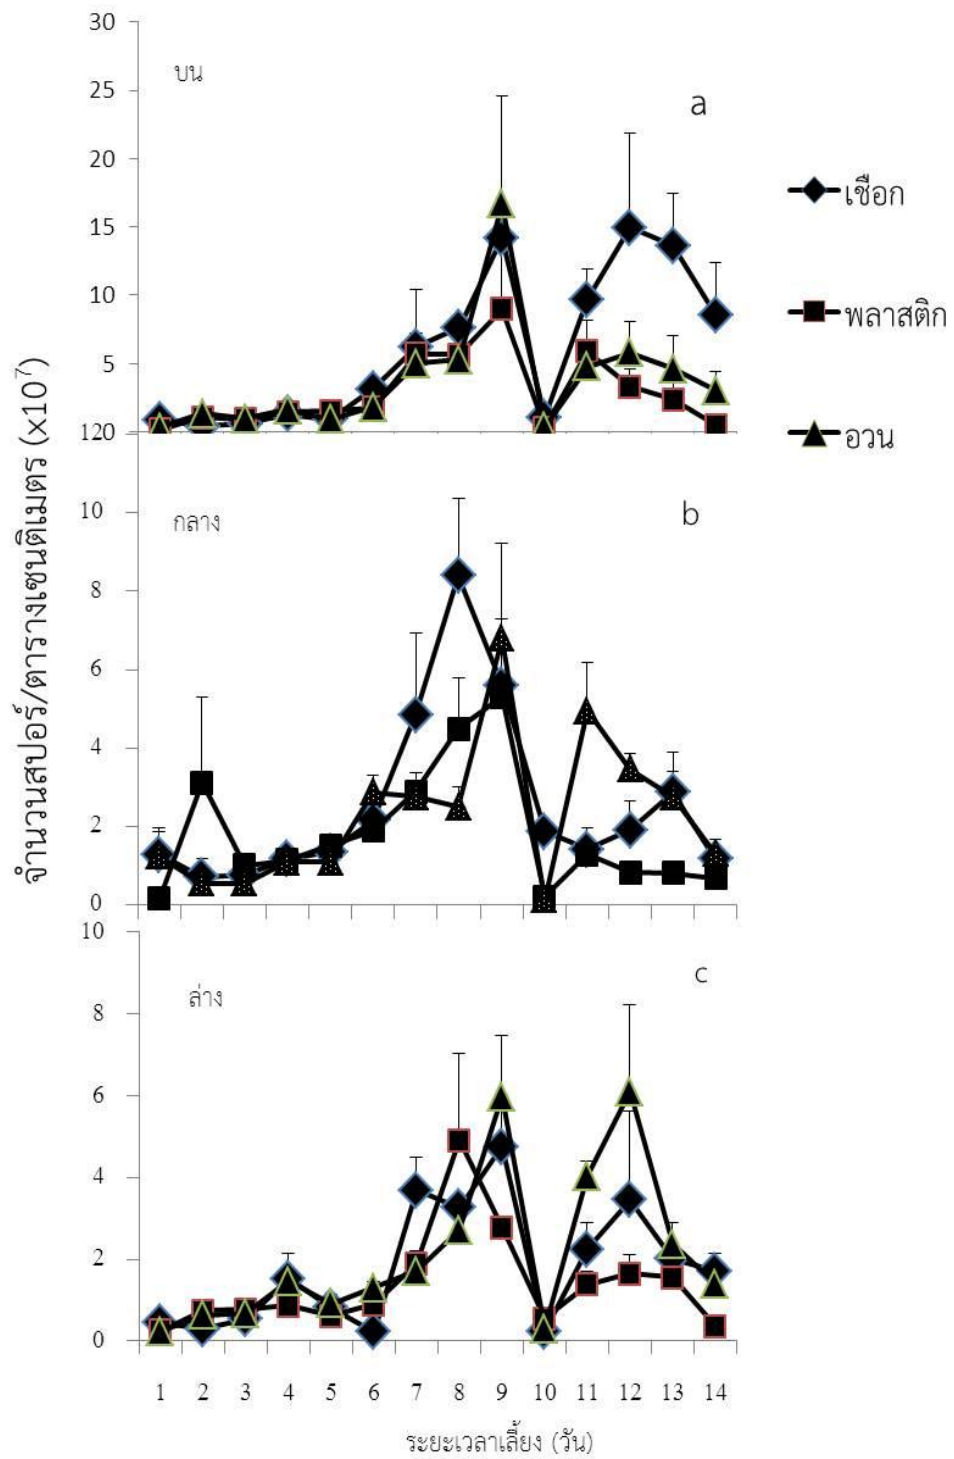 จำนวนสปอร์/ตารางเซนติเมตร (x10⁷)
30
25
20
15
10
5
120
บน
a
เชือก
พลาสติก
อวน
10
8
6
4
2
0
กลาง
b
10
8
6
4
2
0
ล่าง
c
1 2 3 4 5 6 7 8 9 10 11 12 13 14
ระยะเวลาเลี้ยง (วัน)